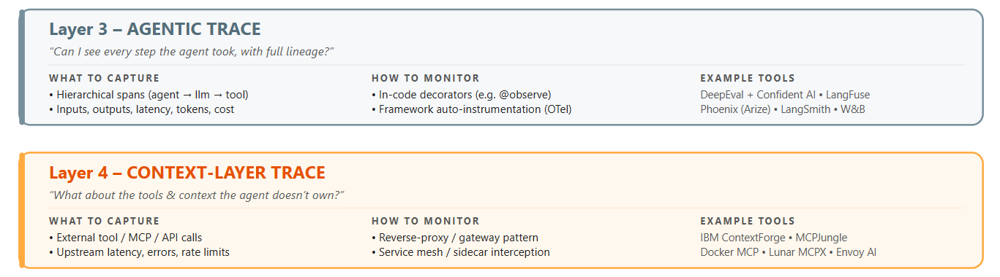 Layer 3 – AGENTIC TRACE
“Can I see every step the agent took, with full lineage?”
WHAT TO CAPTURE
• Hierarchical spans (agent → llm → tool)
• Inputs, outputs, latency, tokens, cost
HOW TO MONITOR
• In-code decorators (e.g. @observe)
• Framework auto-instrumentation (OTel)
EXAMPLE TOOLS
DeepEval + Confident AI • LangFuse
Phoenix (Arize) • LangSmith • W&B
Layer 4 – CONTEXT-LAYER TRACE
“What about the tools & context the agent doesn’t own?”
WHAT TO CAPTURE
• External tool / MCP / API calls
• Upstream latency, errors, rate limits
HOW TO MONITOR
• Reverse-proxy / gateway pattern
• Service mesh / sidecar interception
EXAMPLE TOOLS
IBM ContextForge • MCPJungle
Docker MCP • Lunar MCPX • Envoy AI